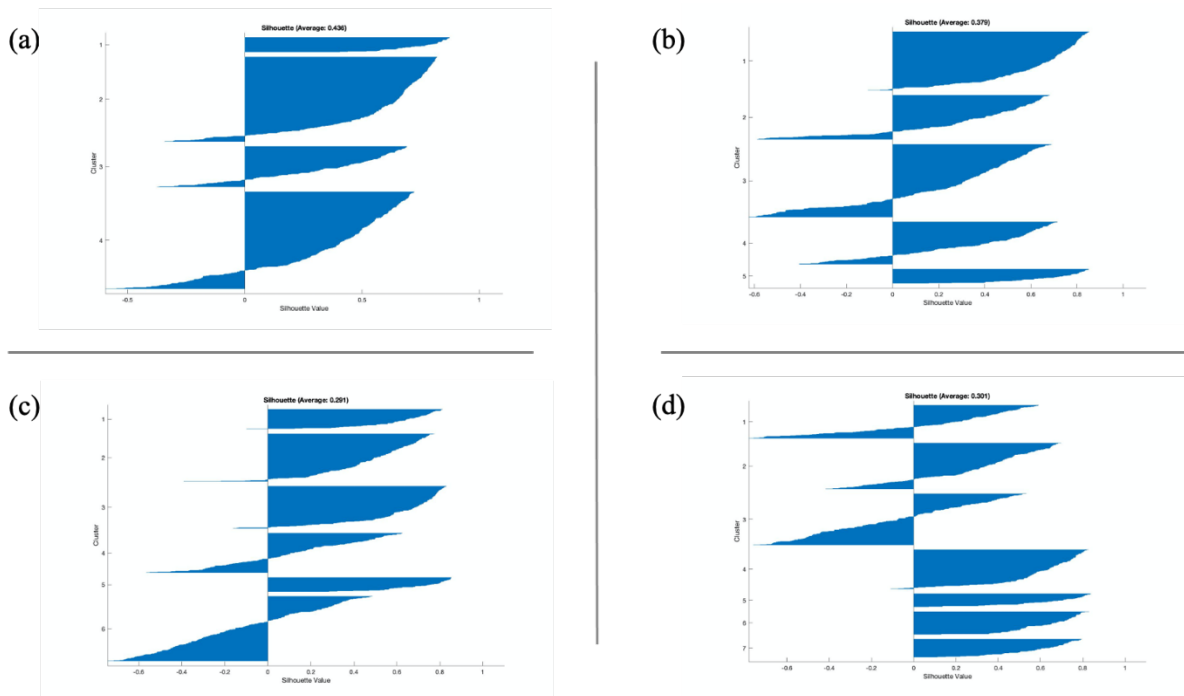 (a)
Silhouette (Average: 0.436)
Cluster
1
2
3
4
-0.5 0 0.5 1
Silhouette Value
(b)
Silhouette (Average: 0.379)
1
2
3
4
5
-0.6 -0.4 -0.2 0 0.2 0.4 0.6 0.8 1
Silhouette Value
(c)
Silhouette (Average: 0.291)
Cluster
1
2
3
4
5
6
-0.6 -0.4 -0.2 0 0.2 0.4 0.6 0.8 1
Silhouette Value
(d)
Silhouette (Average: 0.301)
Cluster
1
2
3
4
5
6
7
-0.6 -0.4 -0.2 0 0.2 0.4 0.6 0.8 1
Silhouette Value